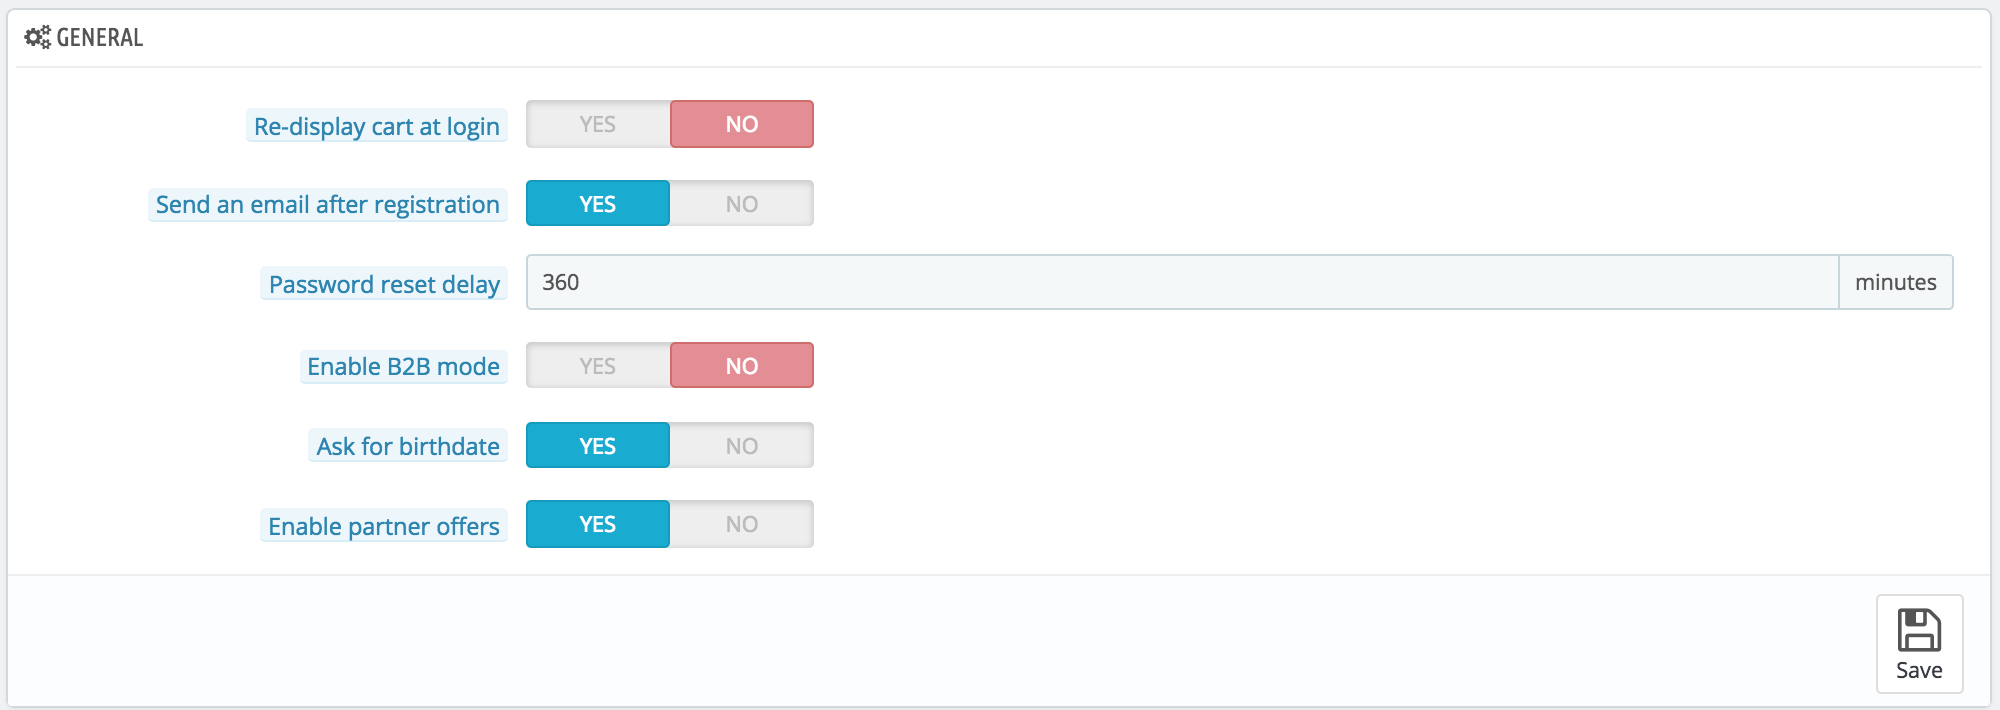 GENERAL
Re-display cart at login YES NO
Send an email after registration YES NO
Password reset delay 360 minutes
Enable B2B mode YES NO
Ask for birthdate YES NO
Enable partner offers YES NO
Save